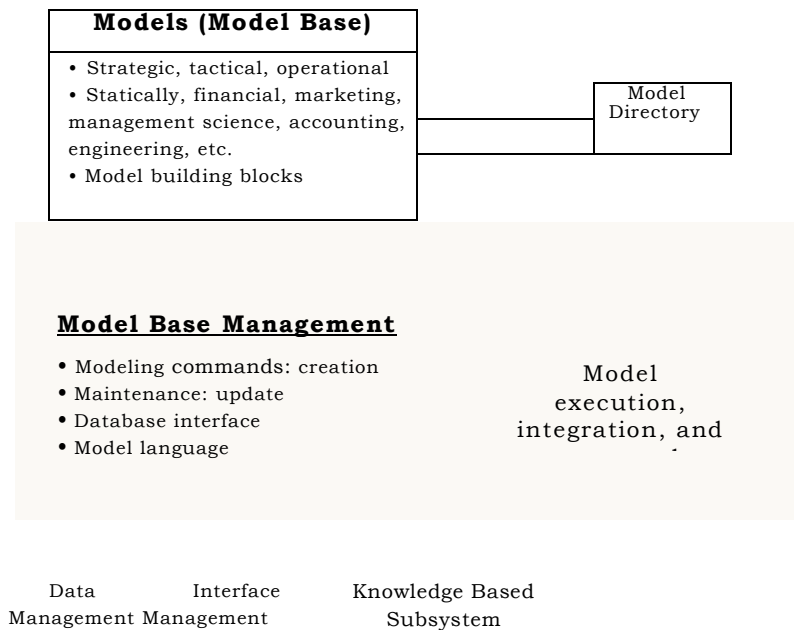 Models (Model Base)
• Strategic, tactical, operational
• Statically, financial, marketing,
management science, accounting,
engineering, etc.
• Model building blocks
Model
Directory
Model Base Management
• Modeling commands: creation
• Maintenance: update
• Database interface
• Model language
Model
execution,
integration, and
Data
Management
Interface
Management
Knowledge Based
Subsystem